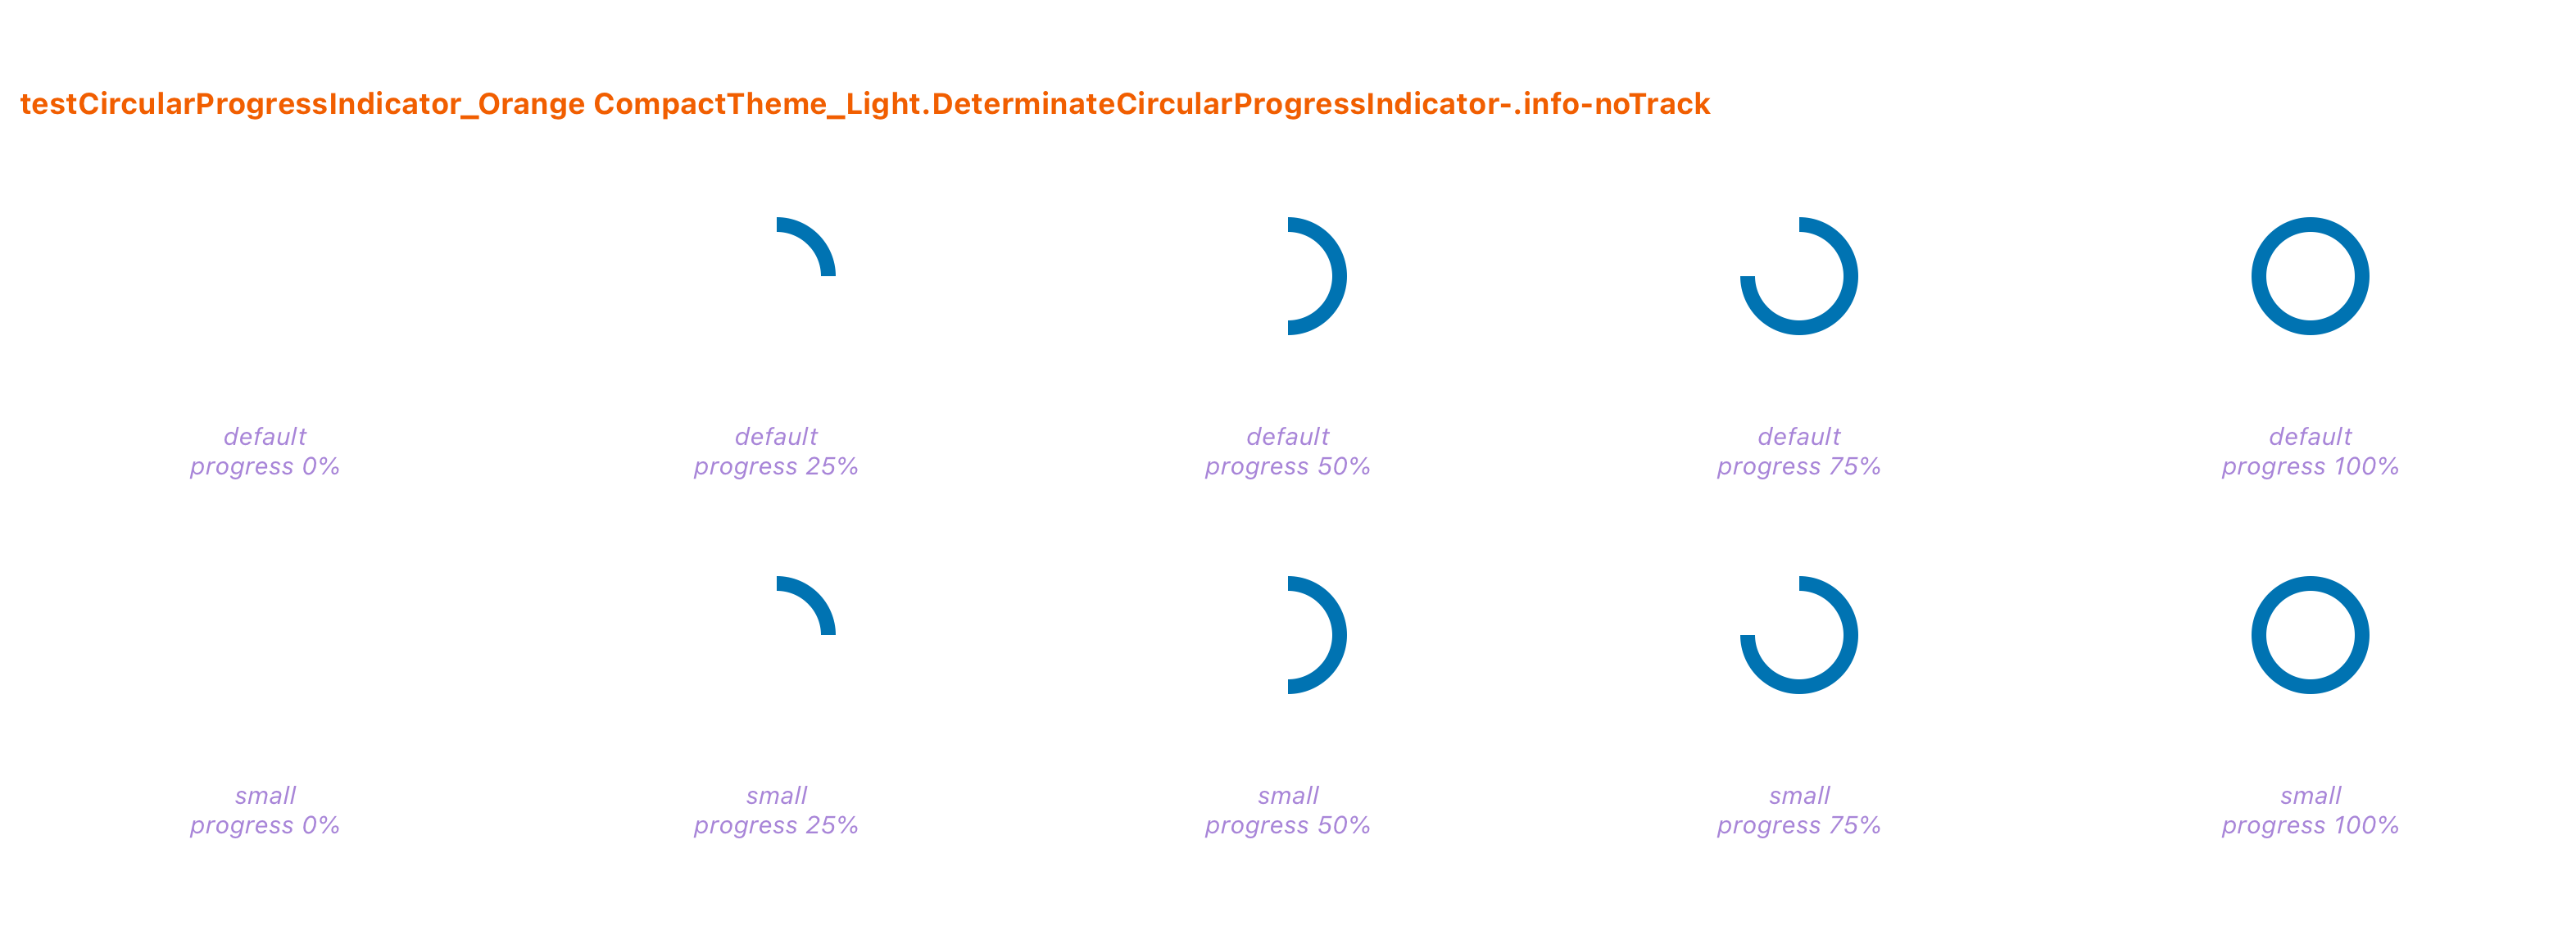 testCircularProgressIndicator_Orange CompactTheme_Light.DeterminateCircularProgressIndicator-.info-noTrack
default
progress 0%
default
progress 25%
default
progress 50%
default
progress 75%
default
progress 100%
small
progress 0%
small
progress 25%
small
progress 50%
small
progress 75%
small
progress 100%